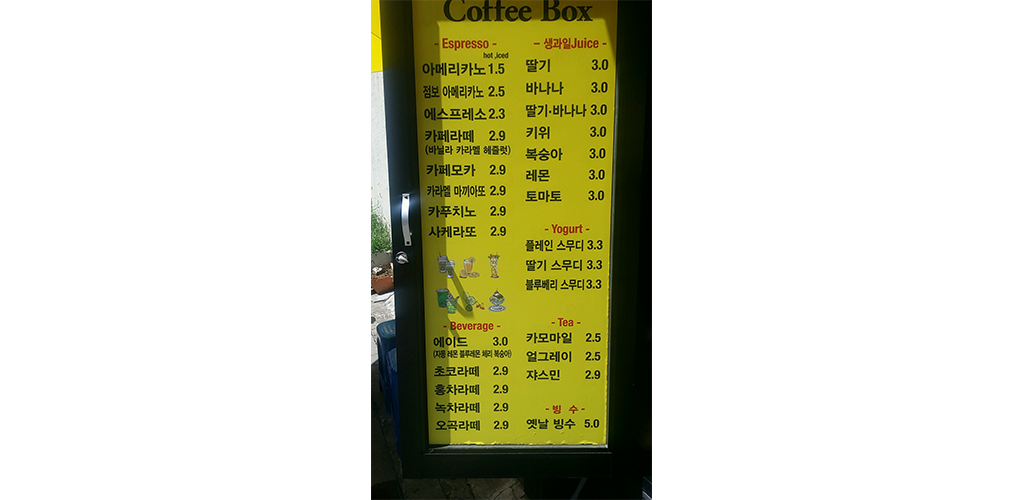 Coffee Box
- Espresso -
hot ,iced
아메리카노 1.5
점보 아메리카노 2.5
에스프레소 2.3
카페라떼 2.9
(바닐라 카라멜 헤즐럿)
카페모카 2.9
카라멜 마끼아또 2.9
카푸치노 2.9
사케라또 2.9
- Beverage -
에이드 3.0
(자몽 레몬 블루레몬 체리 복숭아)
초코라떼 2.9
홍차라떼 2.9
녹차라떼 2.9
오곡라떼 2.9
- 생과일Juice -
딸기 3.0
바나나 3.0
딸기·바나나 3.0
키위 3.0
복숭아 3.0
레몬 3.0
토마토 3.0
- Yogurt -
플레인 스무디 3.3
딸기 스무디 3.3
블루베리 스무디 3.3
- Tea -
카모마일 2.5
얼그레이 2.5
쟈스민 2.9
- 빙 수 -
옛날 빙수 5.0